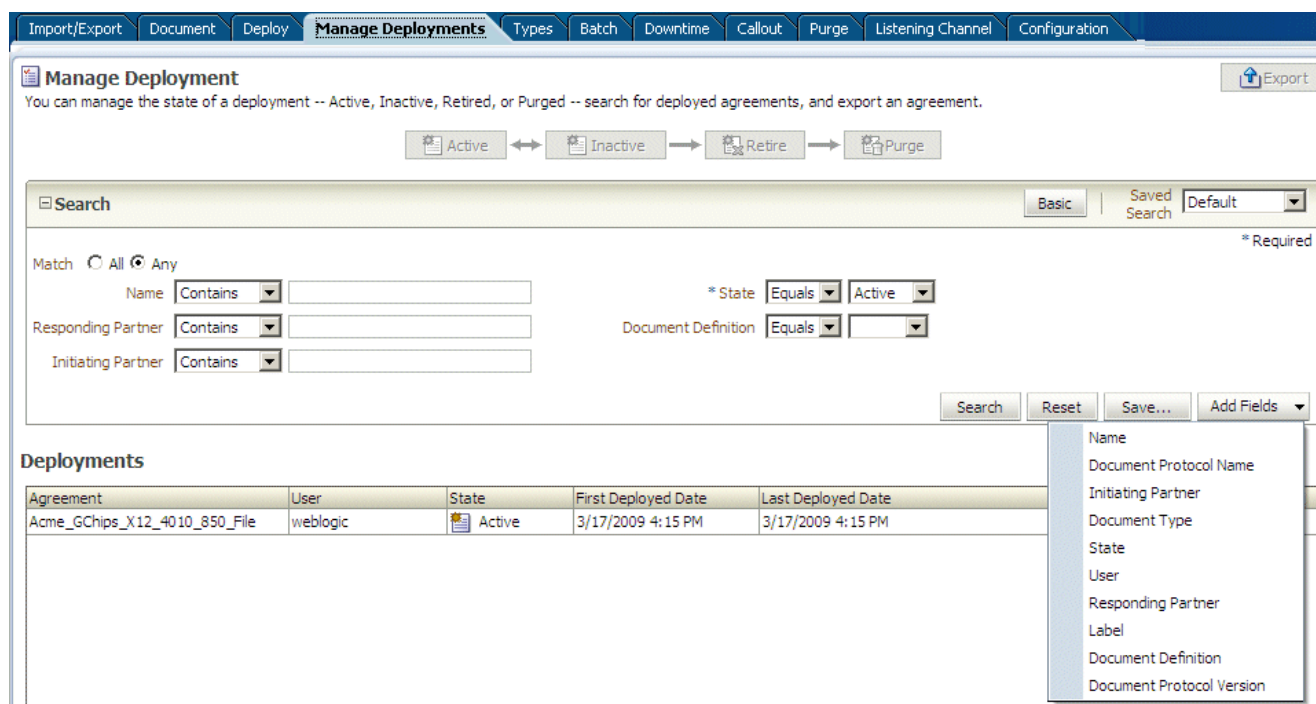 Import/Export Document Deploy Manage Deployments Types Batch Downtime Callout Purge Listening Channel Configuration
Manage Deployment
Export
You can manage the state of a deployment -- Active, Inactive, Retired, or Purged -- search for deployed agreements, and export an agreement.
Active Inactive Retire Purge
Search Basic Saved Search Default
* Required
Match All Any
Name Contains * State Equals Active
Responding Partner Contains Document Definition Equals
Initiating Partner Contains
Search Reset Save... Add Fields
Name
Document Protocol Name
Initiating Partner
Document Type
State
User
Responding Partner
Label
Document Definition
Document Protocol Version
Deployments
Agreement User State First Deployed Date Last Deployed Date
Acme_GChips_X12_4010_850_File weblogic Active 3/17/2009 4:15 PM 3/17/2009 4:15 PM